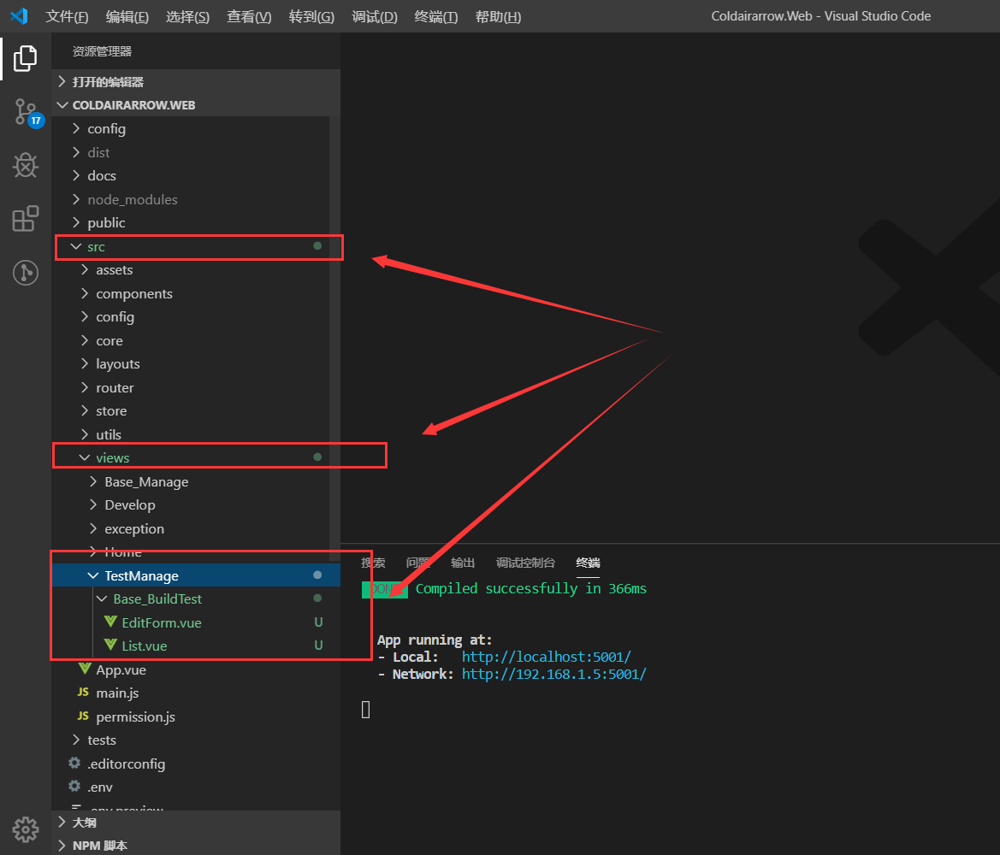 文件(F) 编辑(E) 选择(S) 查看(V) 转到(G) 调试(D) 终端(T) 帮助(H) Coldairarrow.Web - Visual Studio Code
资源管理器
打开的编辑器
COLDAIRARROW.WEB
17
config
dist
docs
node_modules
public
src
assets
components
config
core
layouts
router
store
utils
views
Base_Manage
Develop
exception
Home
TestManage
Base_BuildTest
EditForm.vue U
List.vue U
App.vue
JS main.js
JS permission.js
tests
.editorconfig
.env
.env.preview
大纲
NPM 脚本
搜索 问题 输出 调试控制台 终端
DONE Compiled successfully in 366ms
App running at:
- Local: http://localhost:5001/
- Network: http://192.168.1.5:5001/